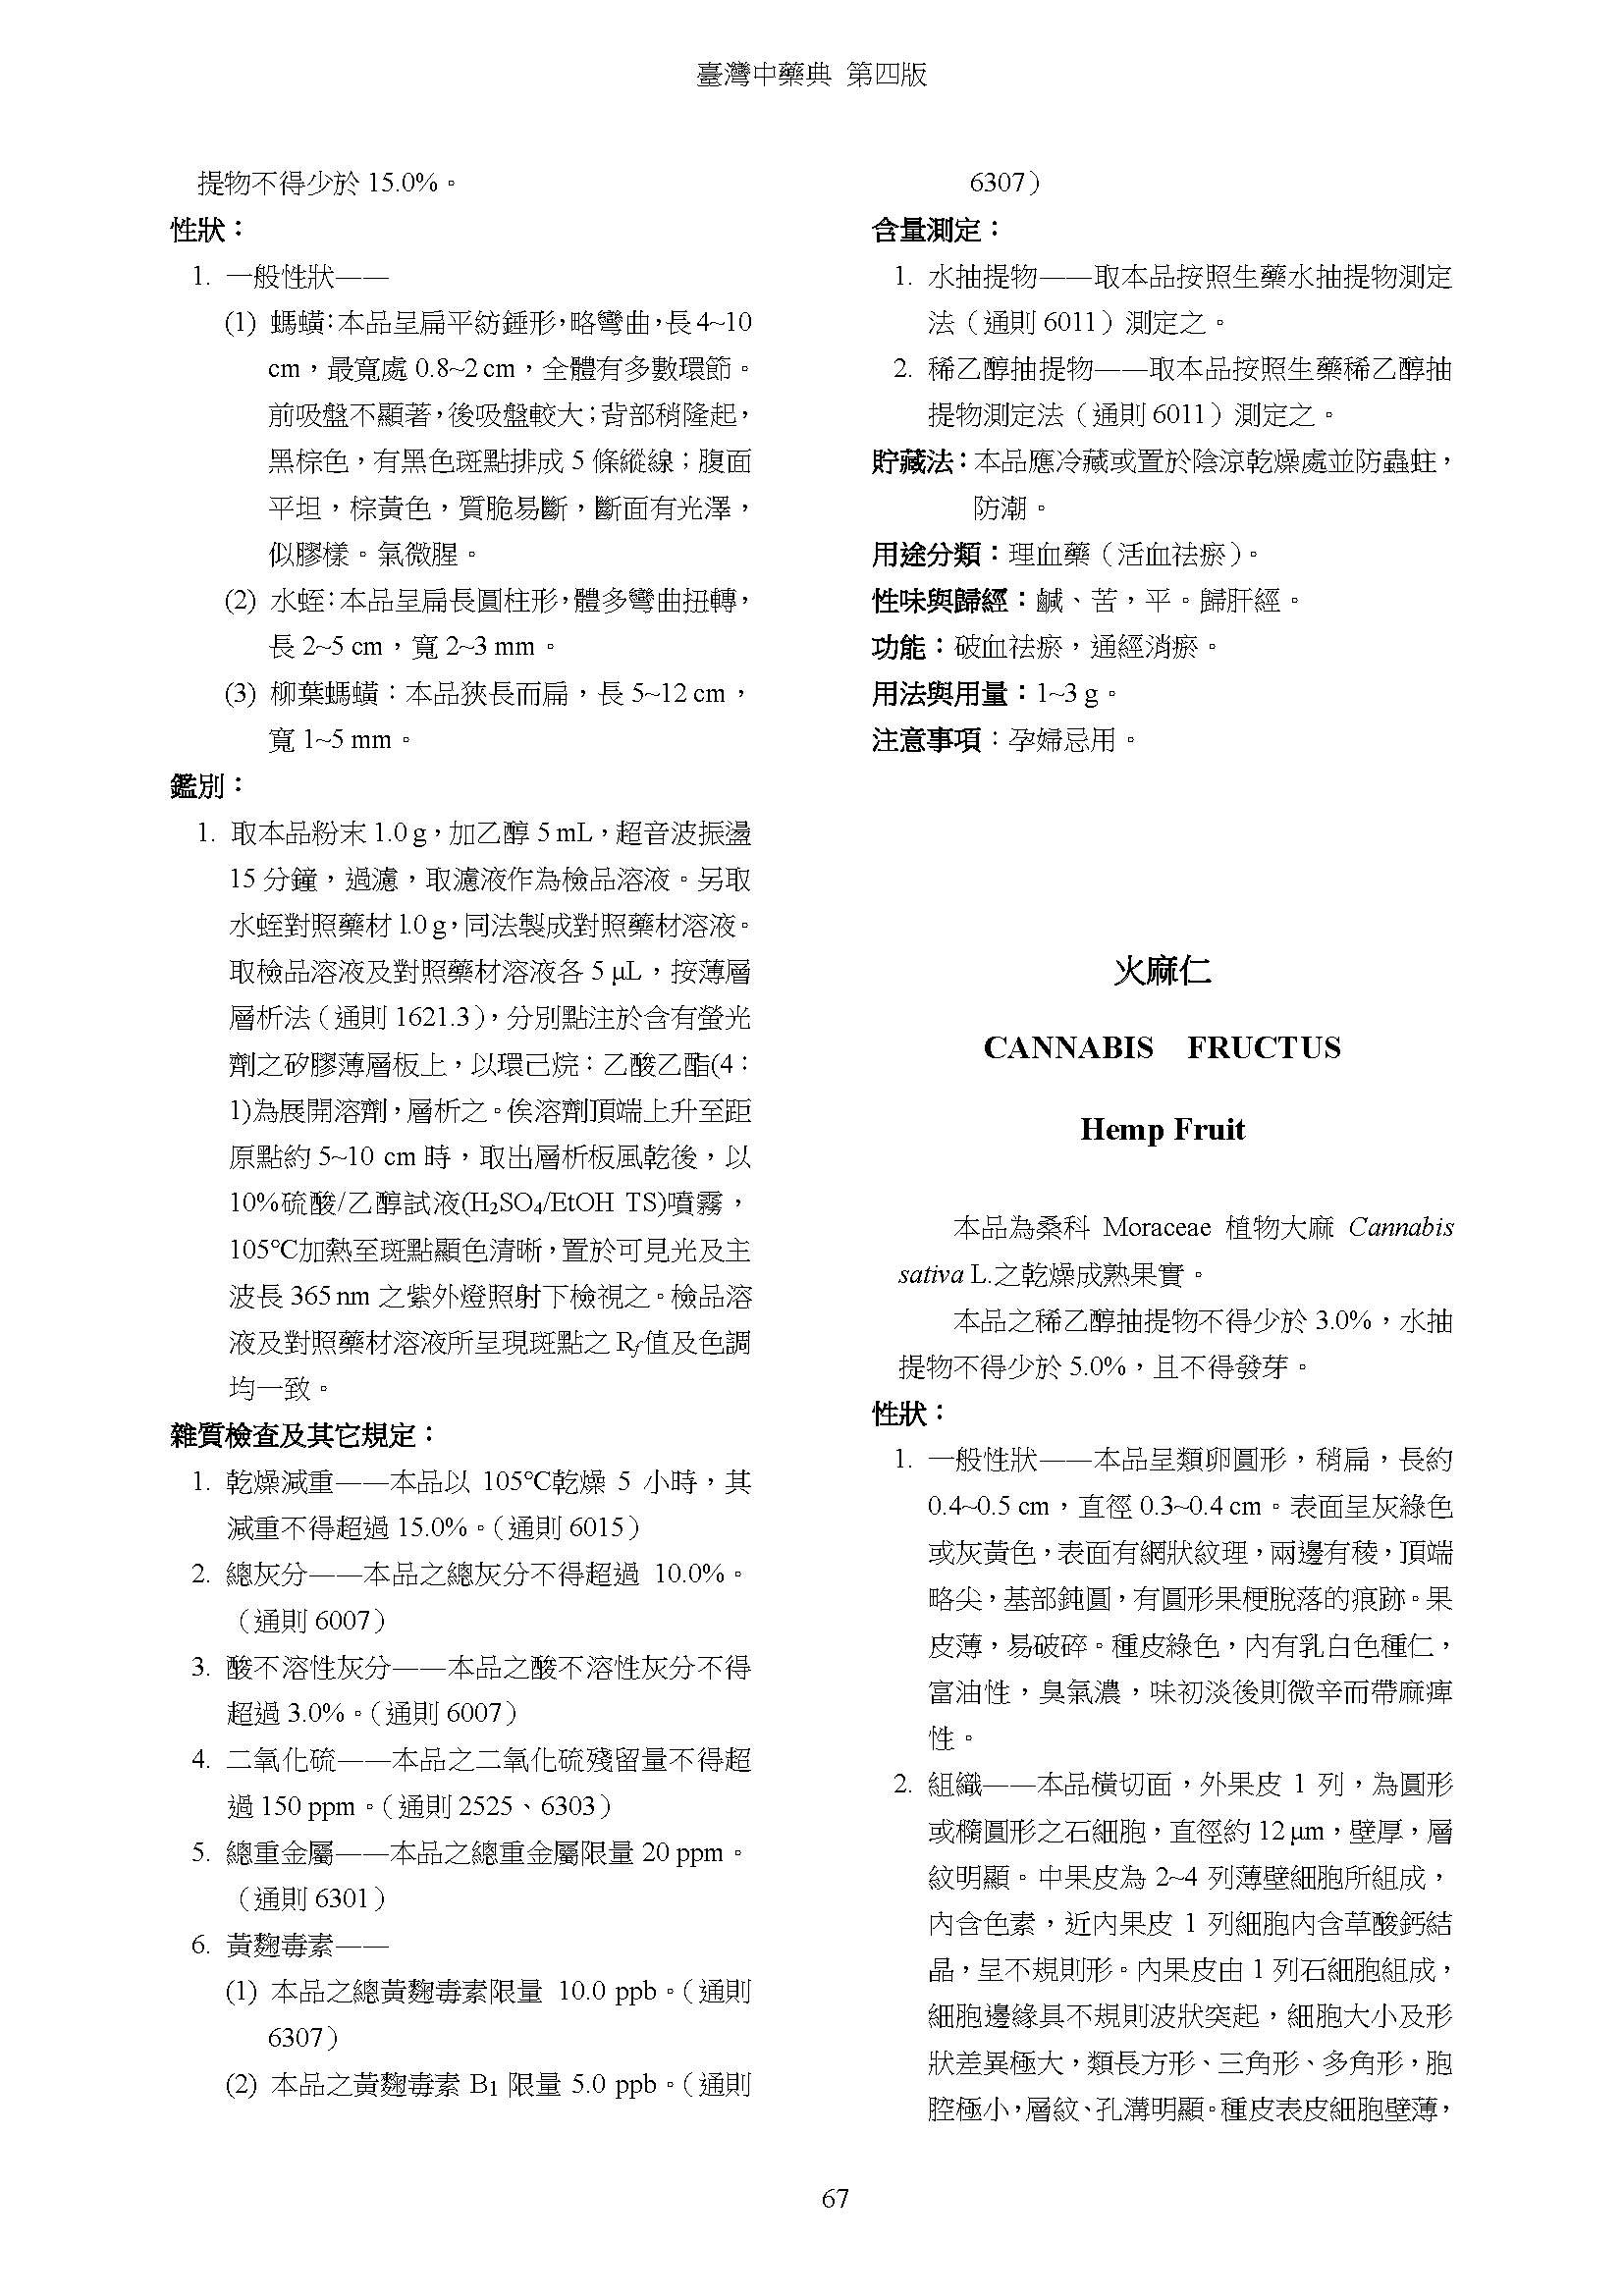 臺灣中藥典 第四版
提物不得少於 15.0%。
性狀：
1. 一般性狀——
(1) 螞蟥：本品呈扁平紡錘形，略彎曲，長 4~10
cm，最寬處 0.8~2 cm，全體有多數環節。
前吸盤不顯著，後吸盤較大；背部稍隆起，
黑棕色，有黑色斑點排成 5 條縱線；腹面
平坦，棕黃色，質脆易斷，斷面有光澤，
似膠樣。氣微腥。
(2) 水蛭：本品呈扁長圓柱形，體多彎曲扭轉，
長 2~5 cm，寬 2~3 mm。
(3) 柳葉螞蟥：本品狹長而扁，長 5~12 cm，
寬 1~5 mm。
鑑別：
1. 取本品粉末 1.0 g，加乙醇 5 mL，超音波振盪
15 分鐘，過濾，取濾液作為檢品溶液。另取
水蛭對照藥材 1.0 g，同法製成對照藥材溶液。
取檢品溶液及對照藥材溶液各 5 μL，按薄層
層析法（通則 1621.3），分別點注於含有螢光
劑之矽膠薄層板上，以環己烷：乙酸乙酯(4：
1)為展開溶劑，層析之。俟溶劑頂端上升至距
原點約 5~10 cm 時，取出層析板風乾後，以
10%硫酸/乙醇試液(H₂SO₄/EtOH TS)噴霧，
105℃加熱至斑點顯色清晰，置於可見光及主
波長 365 nm 之紫外燈照射下檢視之。檢品溶
液及對照藥材溶液所呈現斑點之 Rf值及色調
均一致。
雜質檢查及其它規定：
1. 乾燥減重——本品以 105℃乾燥 5 小時，其
減重不得超過 15.0%。（通則 6015）
2. 總灰分——本品之總灰分不得超過 10.0%。
（通則 6007）
3. 酸不溶性灰分——本品之酸不溶性灰分不得
超過 3.0%。（通則 6007）
4. 二氧化硫——本品之二氧化硫殘留量不得超
過 150 ppm。（通則 2525、6303）
5. 總重金屬——本品之總重金屬限量 20 ppm。
（通則 6301）
6. 黃麴毒素——
(1) 本品之總黃麴毒素限量 10.0 ppb。（通則
6307）
(2) 本品之黃麴毒素 B₁ 限量 5.0 ppb。（通則
6307）
含量測定：
1. 水抽提物——取本品按照生藥水抽提物測定
法（通則 6011）測定之。
2. 稀乙醇抽提物——取本品按照生藥稀乙醇抽
提物測定法（通則 6011）測定之。
貯藏法：本品應冷藏或置於陰涼乾燥處並防蟲蛀，
防潮。
用途分類：理血藥（活血祛瘀）。
性味與歸經：鹹、苦，平。歸肝經。
功能：破血祛瘀，通經消瘀。
用法與用量：1~3 g。
注意事項：孕婦忌用。
火麻仁
CANNABIS FRUCTUS
Hemp Fruit
本品為桑科 Moraceae 植物大麻 Cannabis
sativa L.之乾燥成熟果實。
本品之稀乙醇抽提物不得少於 3.0%，水抽
提物不得少於 5.0%，且不得發芽。
性狀：
1. 一般性狀——本品呈類卵圓形，稍扁，長約
0.4~0.5 cm，直徑 0.3~0.4 cm。表面呈灰綠色
或灰黃色，表面有網狀紋理，兩邊有稜，頂端
略尖，基部鈍圓，有圓形果梗脫落的痕跡。果
皮薄，易破碎。種皮綠色，內有乳白色種仁，
富油性，臭氣濃，味初淡後則微辛而帶麻痺
性。
2. 組織——本品橫切面，外果皮 1 列，為圓形
或橢圓形之石細胞，直徑約 12 μm，壁厚，層
紋明顯。中果皮為 2~4 列薄壁細胞所組成，
內含色素，近內果皮 1 列細胞內含草酸鈣結
晶，呈不規則形。內果皮由 1 列石細胞組成，
細胞邊緣具不規則波狀突起，細胞大小及形
狀差異極大，類長方形、三角形、多角形，胞
腔極小，層紋、孔溝明顯。種皮表皮細胞壁薄，
67